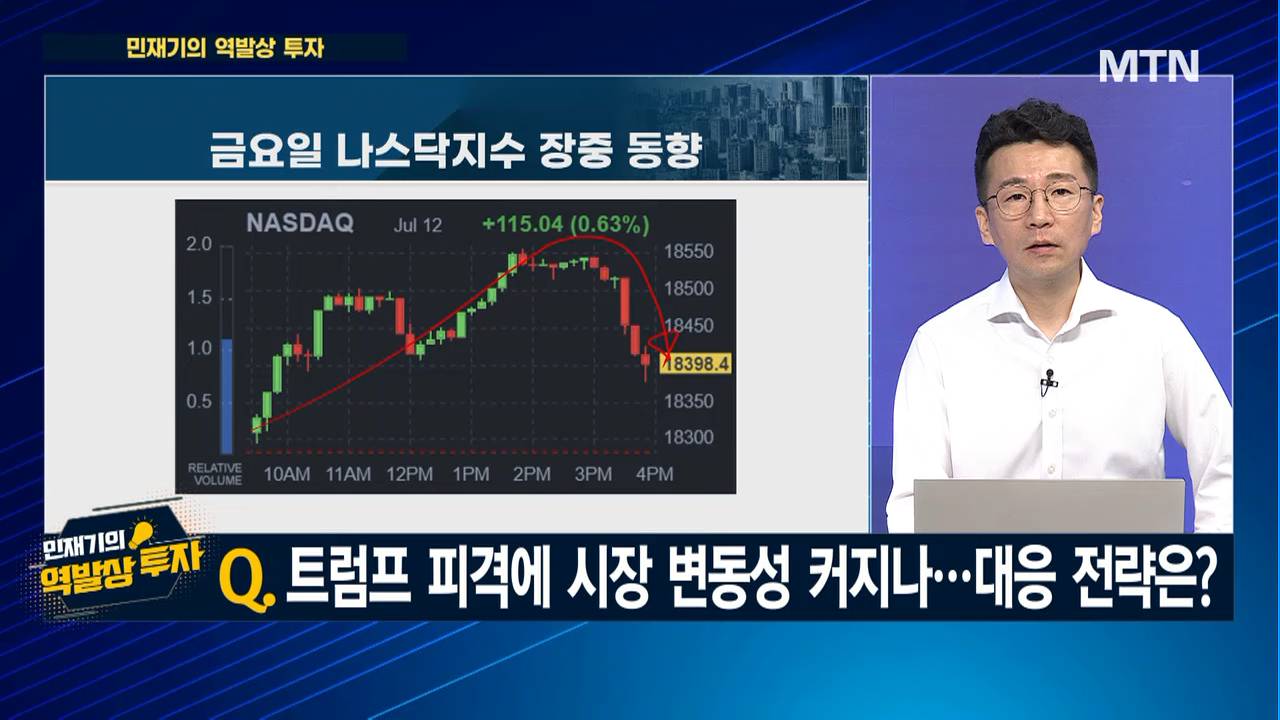 민재기의 역발상 투자
MTN
금요일 나스닥지수 장중 동향
NASDAQ Jul 12 +115.04 (0.63%)
2.0
1.5
1.0
0.5
18550
18500
18450
18398.4
18350
18300
RELATIVE
VOLUME
10AM 11AM 12PM 1PM 2PM 3PM 4PM
민재기의
역발상 투자
Q. 트럼프 피격에 시장 변동성 커지나…대응 전략은?